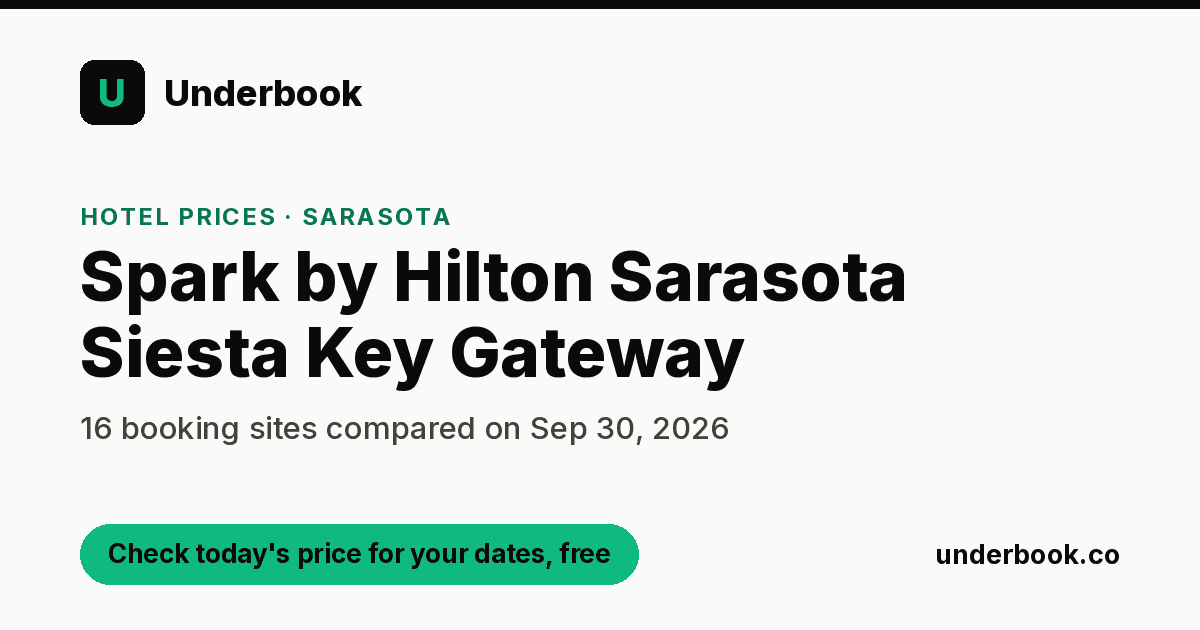 U Underbook
HOTEL PRICES · SARASOTA
Spark by Hilton Sarasota
Siesta Key Gateway
16 booking sites compared on Sep 30, 2026
Check today's price for your dates, free
underbook.co